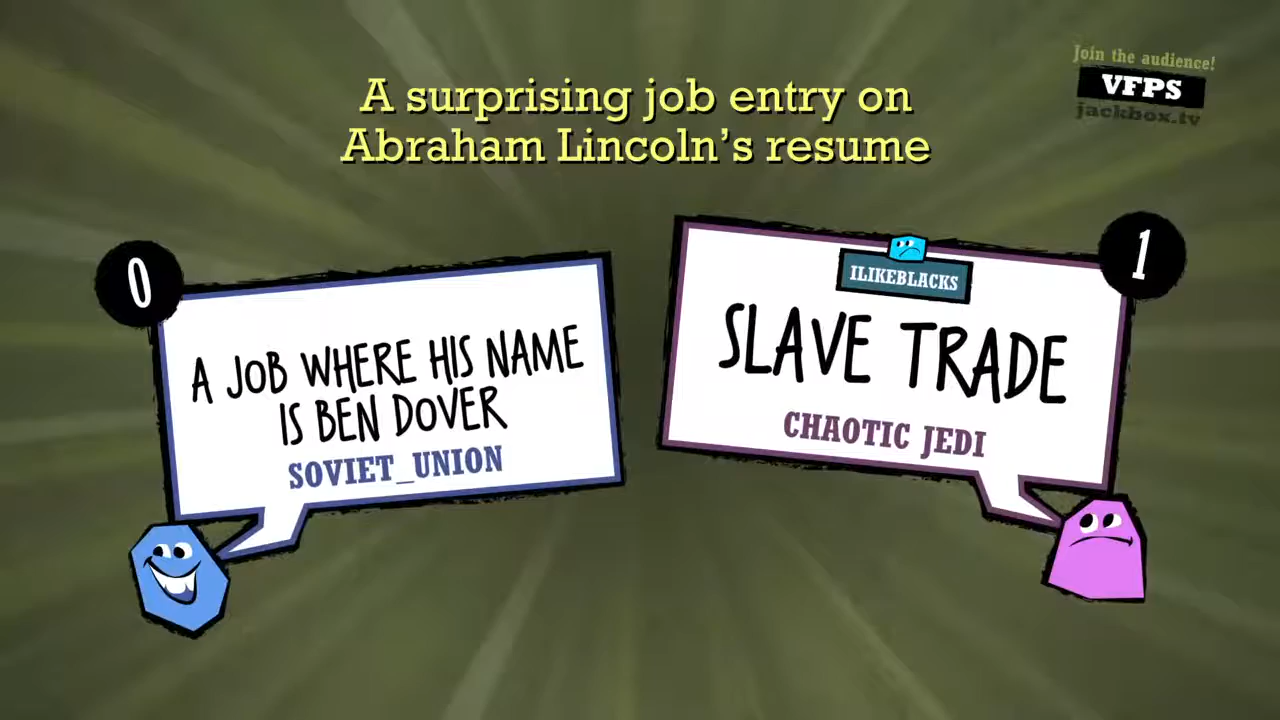 Join the audience!
VFPS
jackbox.tv
A surprising job entry on
Abraham Lincoln's resume
0
A JOB WHERE HIS NAME
IS BEN DOVER
SOVIET_UNION
1
ILIKEBLACKS
SLAVE TRADE
CHAOTIC JEDI